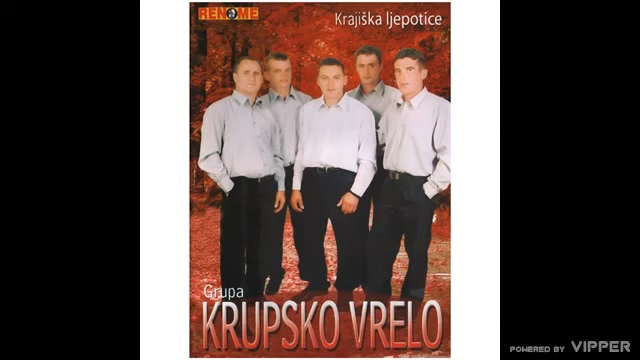 RENOME
Krajiška ljepotice
Grupa
KRUPSKO VRELO
POWERED BY VIPPER